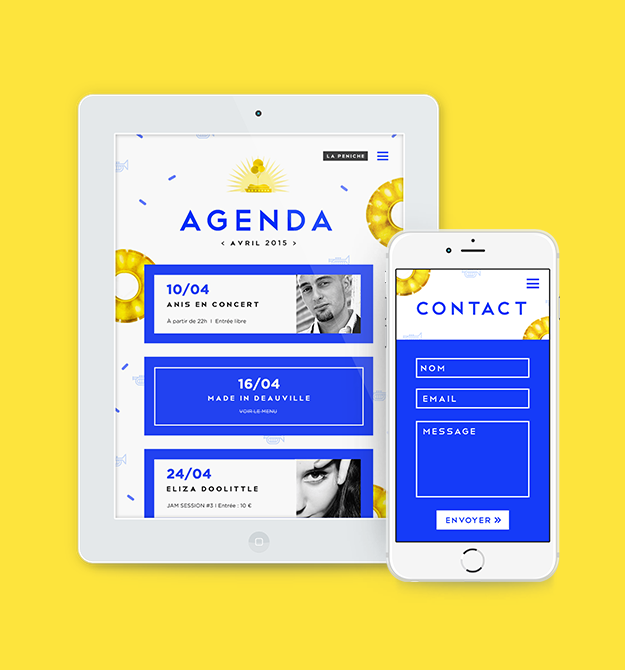 LA PENICHE
AGENDA
< AVRIL 2015 >
10/04
ANIS EN CONCERT
À partir de 22h | Entrée libre
16/04
MADE IN DEAUVILLE
VOIR LE MENU
24/04
ELIZA DOOLITTLE
JAM SESSION #3 | Entrée : 10 €
CONTACT
NOM
EMAIL
MESSAGE
ENVOYER »